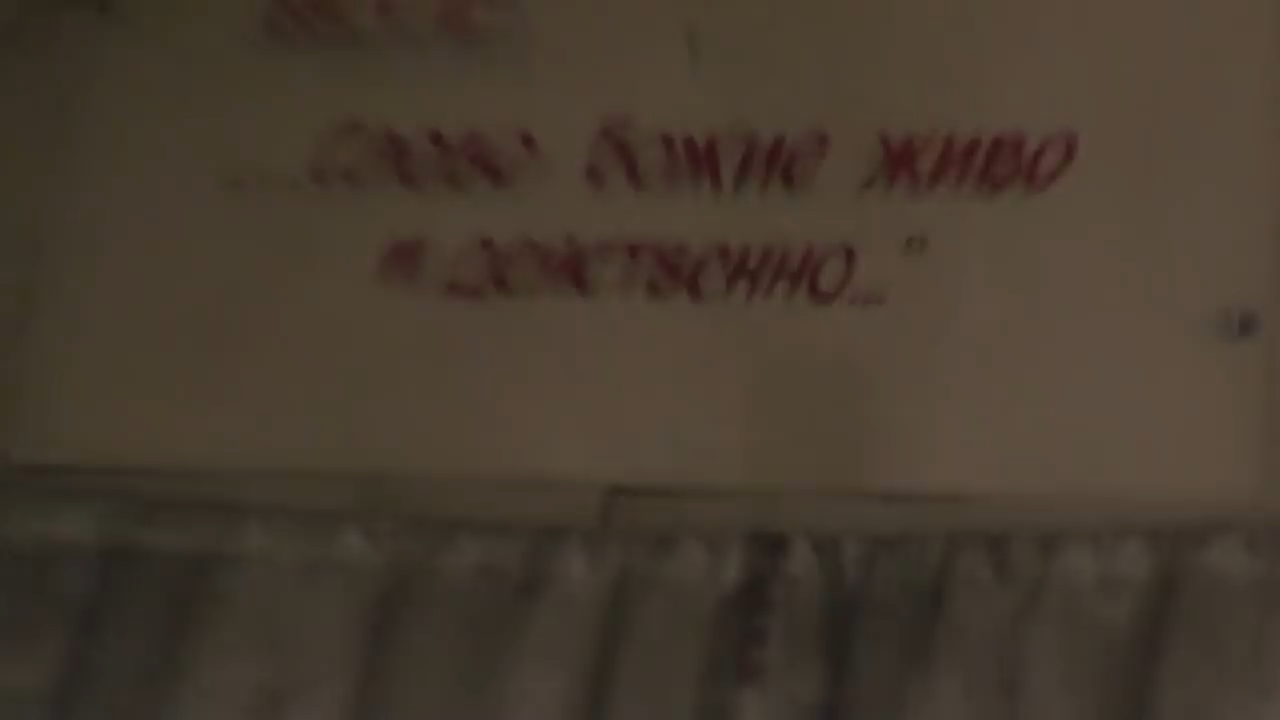 ...слово божие живо
и действенно..."